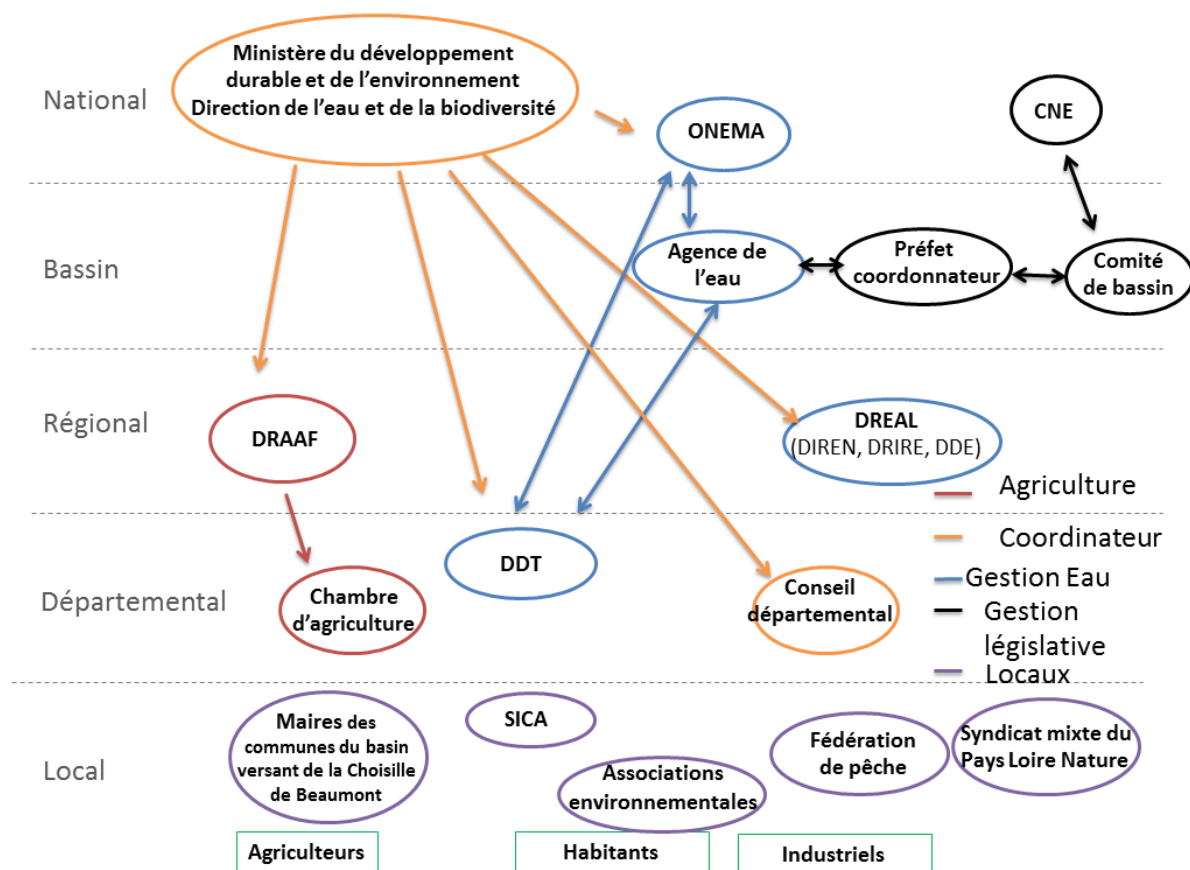 Ministère du développement
durable et de l'environnement
Direction de l'eau et de la biodiversité
National
ONEMA
CNE
Bassin
Agence de
l'eau
Préfet
coordonnateur
Comité
de bassin
Régional
DRAAF
DREAL
(DIREN, DRIRE, DDE)
Agriculture
Coordinateur
Gestion Eau
Gestion
législative
Locaux
Départemental
Chambre
d'agriculture
DDT
Conseil
départemental
Local
Maires des
communes du basin
versant de la Choisille
de Beaumont
SICA
Associations
environnementales
Fédération
de pêche
Syndicat mixte du
Pays Loire Nature
Agriculteurs
Habitants
Industriels